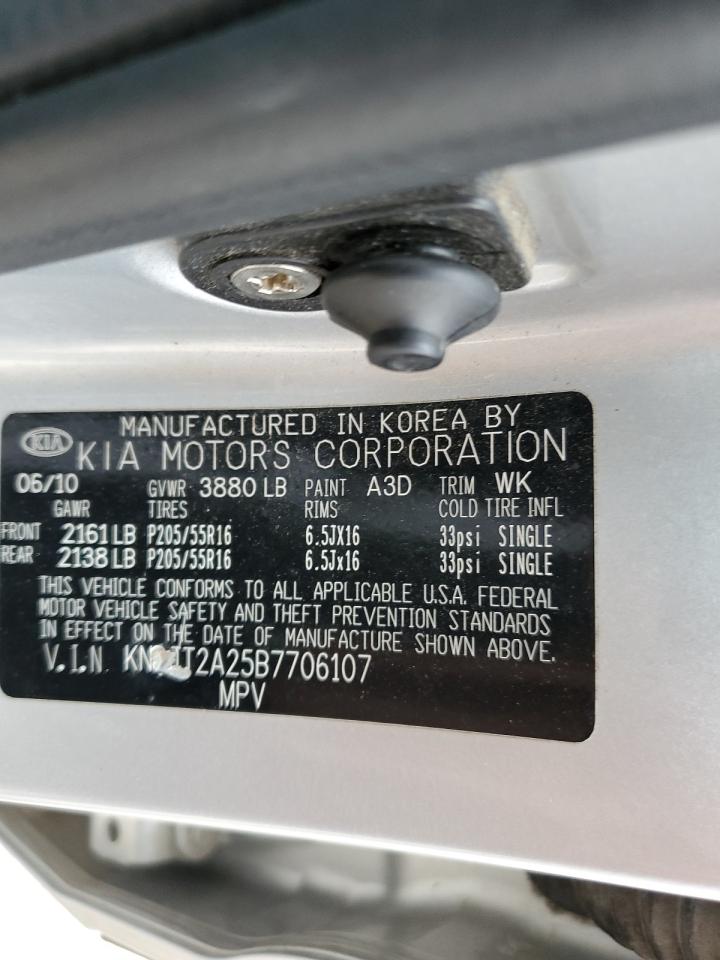 MANUFACTURED IN KOREA BY
KIA KIA MOTORS CORPORATION
06/10 GVWR 3880 LB PAINT A3D TRIM WK
GAWR TIRES RIMS COLD TIRE INFL
FRONT 2161 LB P205/55R16 6.5JX16 33psi SINGLE
REAR 2138 LB P205/55R16 6.5Jx16 33psi SINGLE
THIS VEHICLE CONFORMS TO ALL APPLICABLE U.S.A. FEDERAL
MOTOR VEHICLE SAFETY AND THEFT PREVENTION STANDARDS
IN EFFECT ON THE DATE OF MANUFACTURE SHOWN ABOVE.
V.I.N
MPV